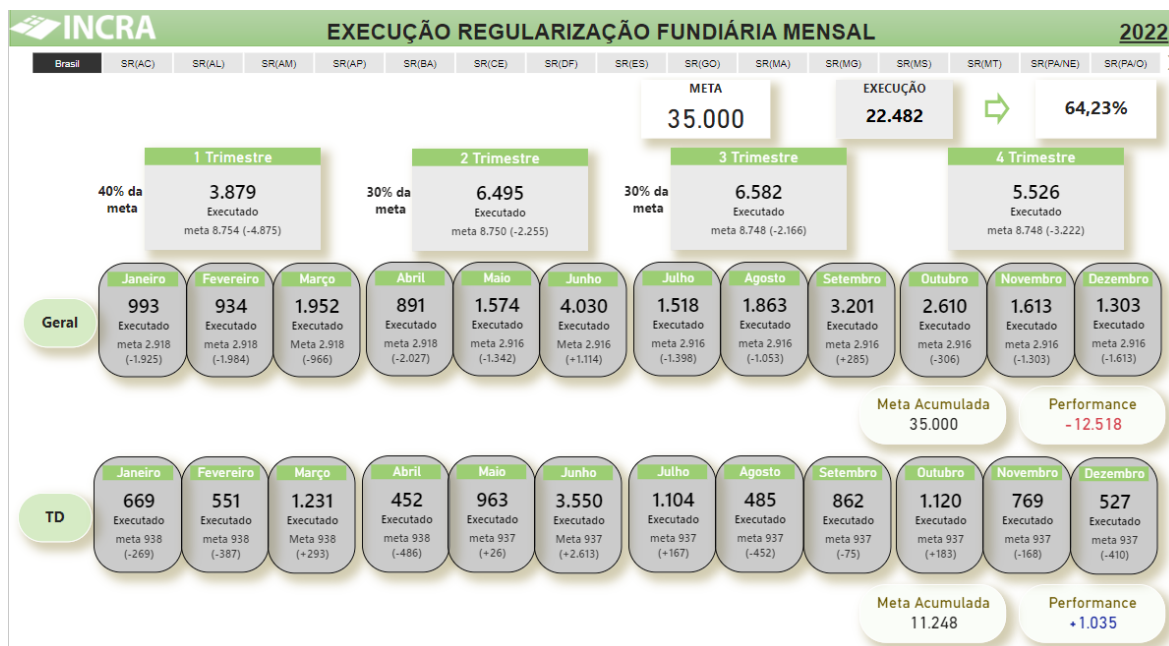 INCRA
EXECUÇÃO REGULARIZAÇÃO FUNDIÁRIA MENSAL
2022
Brasil SR(AC) SR(AL) SR(AM) SR(AP) SR(BA) SR(CE) SR(DF) SR(ES) SR(GO) SR(MA) SR(MG) SR(MS) SR(MT) SR(PA/NE) SR(PA/O)
META
35.000
EXECUÇÃO
22.482
64,23%
40% da
meta
1 Trimestre
3.879
Executado
meta 8.754 (-4.875)
30% da
meta
2 Trimestre
6.495
Executado
meta 8.750 (-2.255)
30% da
meta
3 Trimestre
6.582
Executado
meta 8.748 (-2.166)
4 Trimestre
5.526
Executado
meta 8.748 (-3.222)
Geral
Janeiro
993
Executado
meta 2.918
(-1.925)
Fevereiro
934
Executado
meta 2.918
(-1.984)
Março
1.952
Executado
Meta 2.918
(-966)
Abril
891
Executado
meta 2.918
(-2.027)
Maio
1.574
Executado
meta 2.916
(-1.342)
Junho
4.030
Executado
Meta 2.916
(+1.114)
Julho
1.518
Executado
meta 2.916
(-1.398)
Agosto
1.863
Executado
meta 2.916
(-1.053)
Setembro
3.201
Executado
meta 2.916
(+285)
Outubro
2.610
Executado
meta 2.916
(-306)
Novembro
1.613
Executado
meta 2.916
(-1.303)
Dezembro
1.303
Executado
meta 2.916
(-1.613)
Meta Acumulada
35.000
Performance
-12.518
TD
Janeiro
669
Executado
meta 938
(-269)
Fevereiro
551
Executado
meta 938
(-387)
Março
1.231
Executado
Meta 938
(+293)
Abril
452
Executado
meta 938
(-486)
Maio
963
Executado
meta 937
(+26)
Junho
3.550
Executado
Meta 937
(+2.613)
Julho
1.104
Executado
meta 937
(+167)
Agosto
485
Executado
meta 937
(-452)
Setembro
862
Executado
meta 937
(-75)
Outubro
1.120
Executado
meta 937
(+183)
Novembro
769
Executado
meta 937
(-168)
Dezembro
527
Executado
meta 937
(-410)
Meta Acumulada
11.248
Performance
+1.035